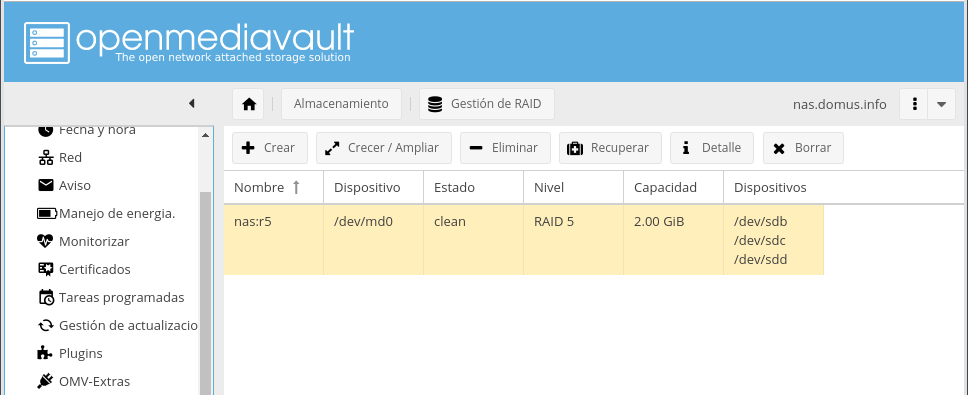 openmediavault
The open network attached storage solution
Almacenamiento Gestión de RAID nas.domus.info
Fecha y hora
Red
Aviso
Manejo de energia.
Monitorizar
Certificados
Tareas programadas
Gestión de actualizacio
Plugins
OMV-Extras
Crear Crecer / Ampliar Eliminar Recuperar Detalle Borrar
Nombre Dispositivo Estado Nivel Capacidad Dispositivos
nas:r5 /dev/md0 clean RAID 5 2.00 GiB /dev/sdb
/dev/sdc
/dev/sdd